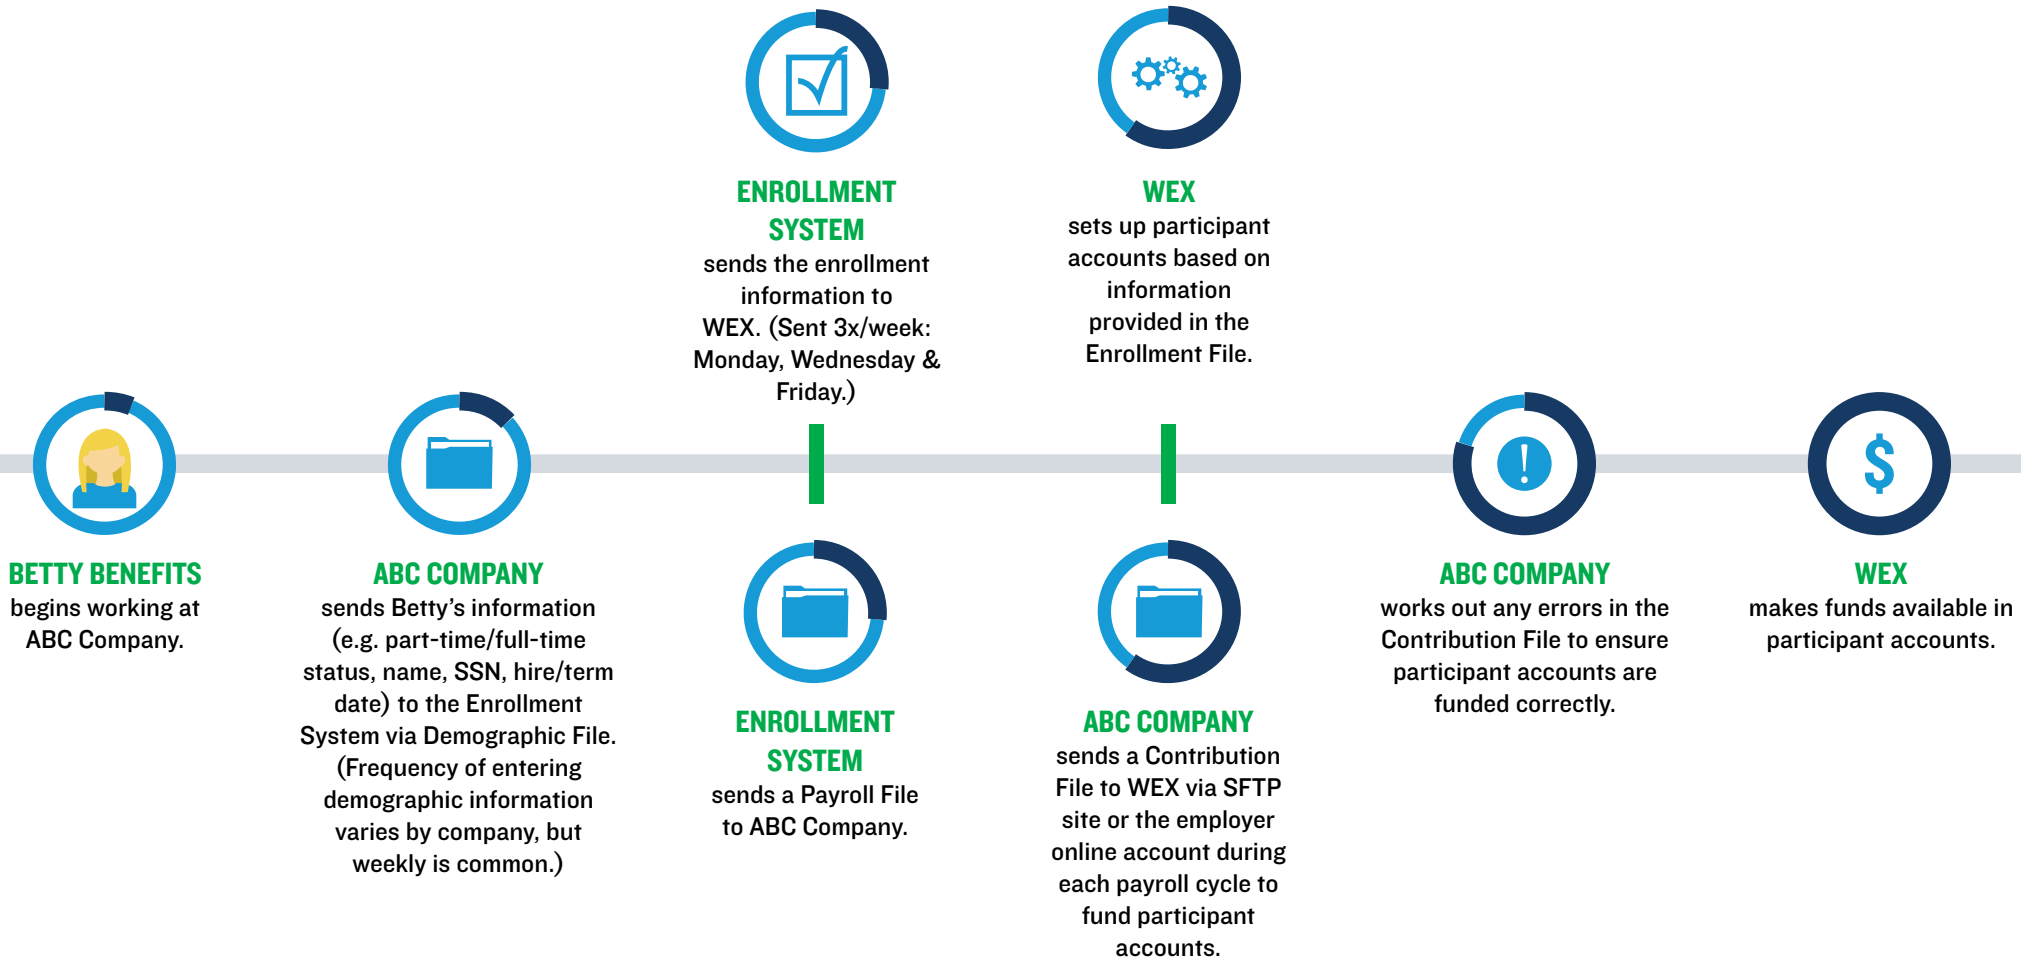 BETTY BENEFITS
begins working at
ABC Company.
ABC COMPANY
sends Betty’s information
(e.g. part-time/full-time
status, name, SSN, hire/term
date) to the Enrollment
System via Demographic File.
(Frequency of entering
demographic information
varies by company, but
weekly is common.)
ENROLLMENT
SYSTEM
sends the enrollment
information to
WEX. (Sent 3x/week:
Monday, Wednesday &
Friday.)
ENROLLMENT
SYSTEM
sends a Payroll File
to ABC Company.
WEX
sets up participant
accounts based on
information
provided in the
Enrollment File.
ABC COMPANY
sends a Contribution
File to WEX via SFTP
site or the employer
online account during
each payroll cycle to
fund participant
accounts.
!
ABC COMPANY
works out any errors in the
Contribution File to ensure
participant accounts are
funded correctly.
$
WEX
makes funds available in
participant accounts.